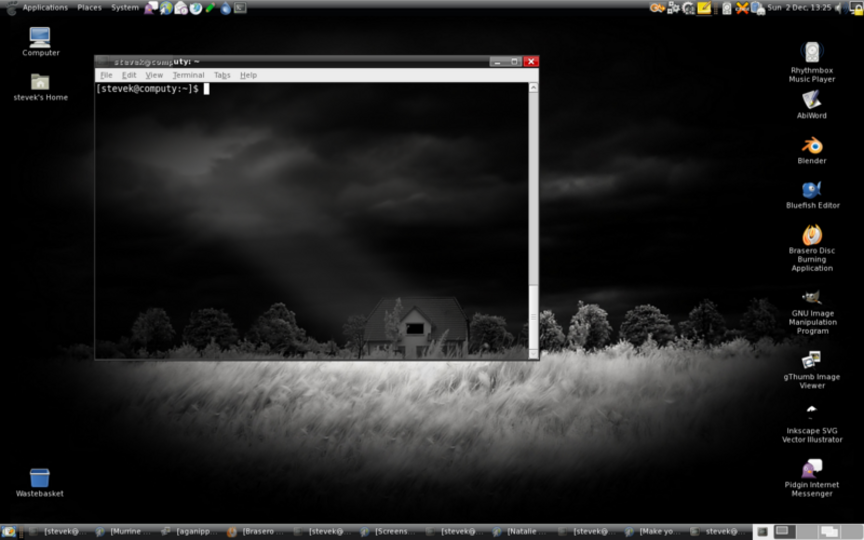 Applications Places System
Sun 2 Dec, 13:25
Computer
stevek's Home
stevek@computy: ~
File Edit View Terminal Tabs Help
[stevek@computy:~]$
Rhythmbox
Music Player
AbiWord
Blender
Bluefish Editor
Brasero Disc
Burning
Application
GNU Image
Manipulation
Program
gThumb Image
Viewer
Inkscape SVG
Vector Illustrator
Pidgin Internet
Messenger
Wastebasket
[stevek@... [Murrine ... [aganipp... [Brasero [stevek@... [Screens... [stevek@... [Natalie ... [stevek@... [Make yo... stevek@...